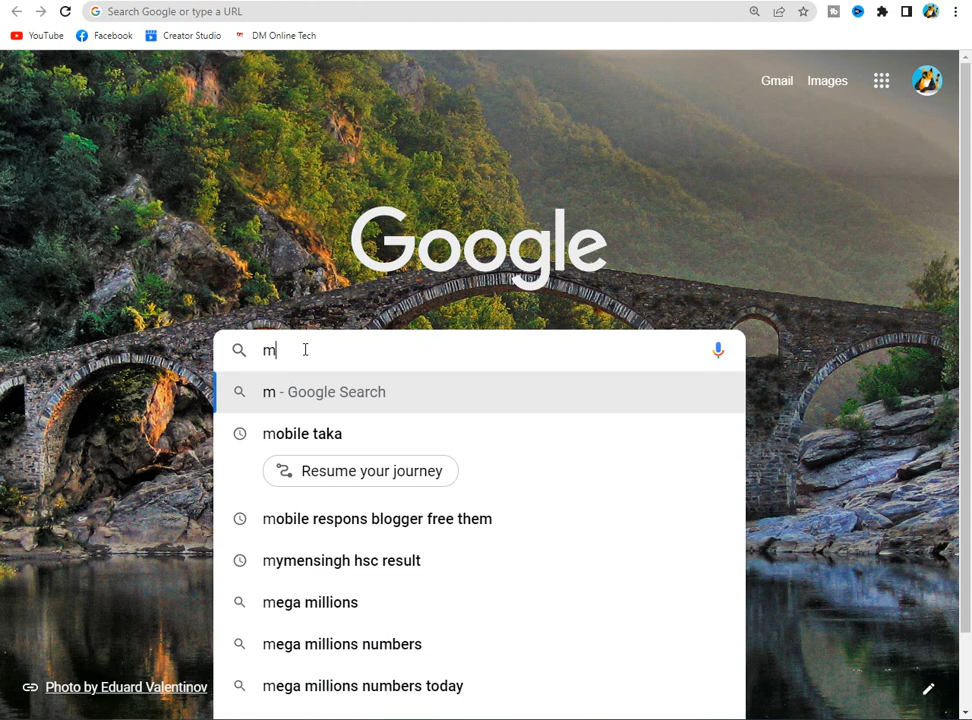 Search Google or type a URL
YouTube
Facebook
Creator Studio
DM Online Tech
Gmail
Images
Google
m
m - Google Search
mobile taka
Resume your journey
mobile respons blogger free them
mymensingh hsc result
mega millions
mega millions numbers
mega millions numbers today
Photo by Eduard Valentinov